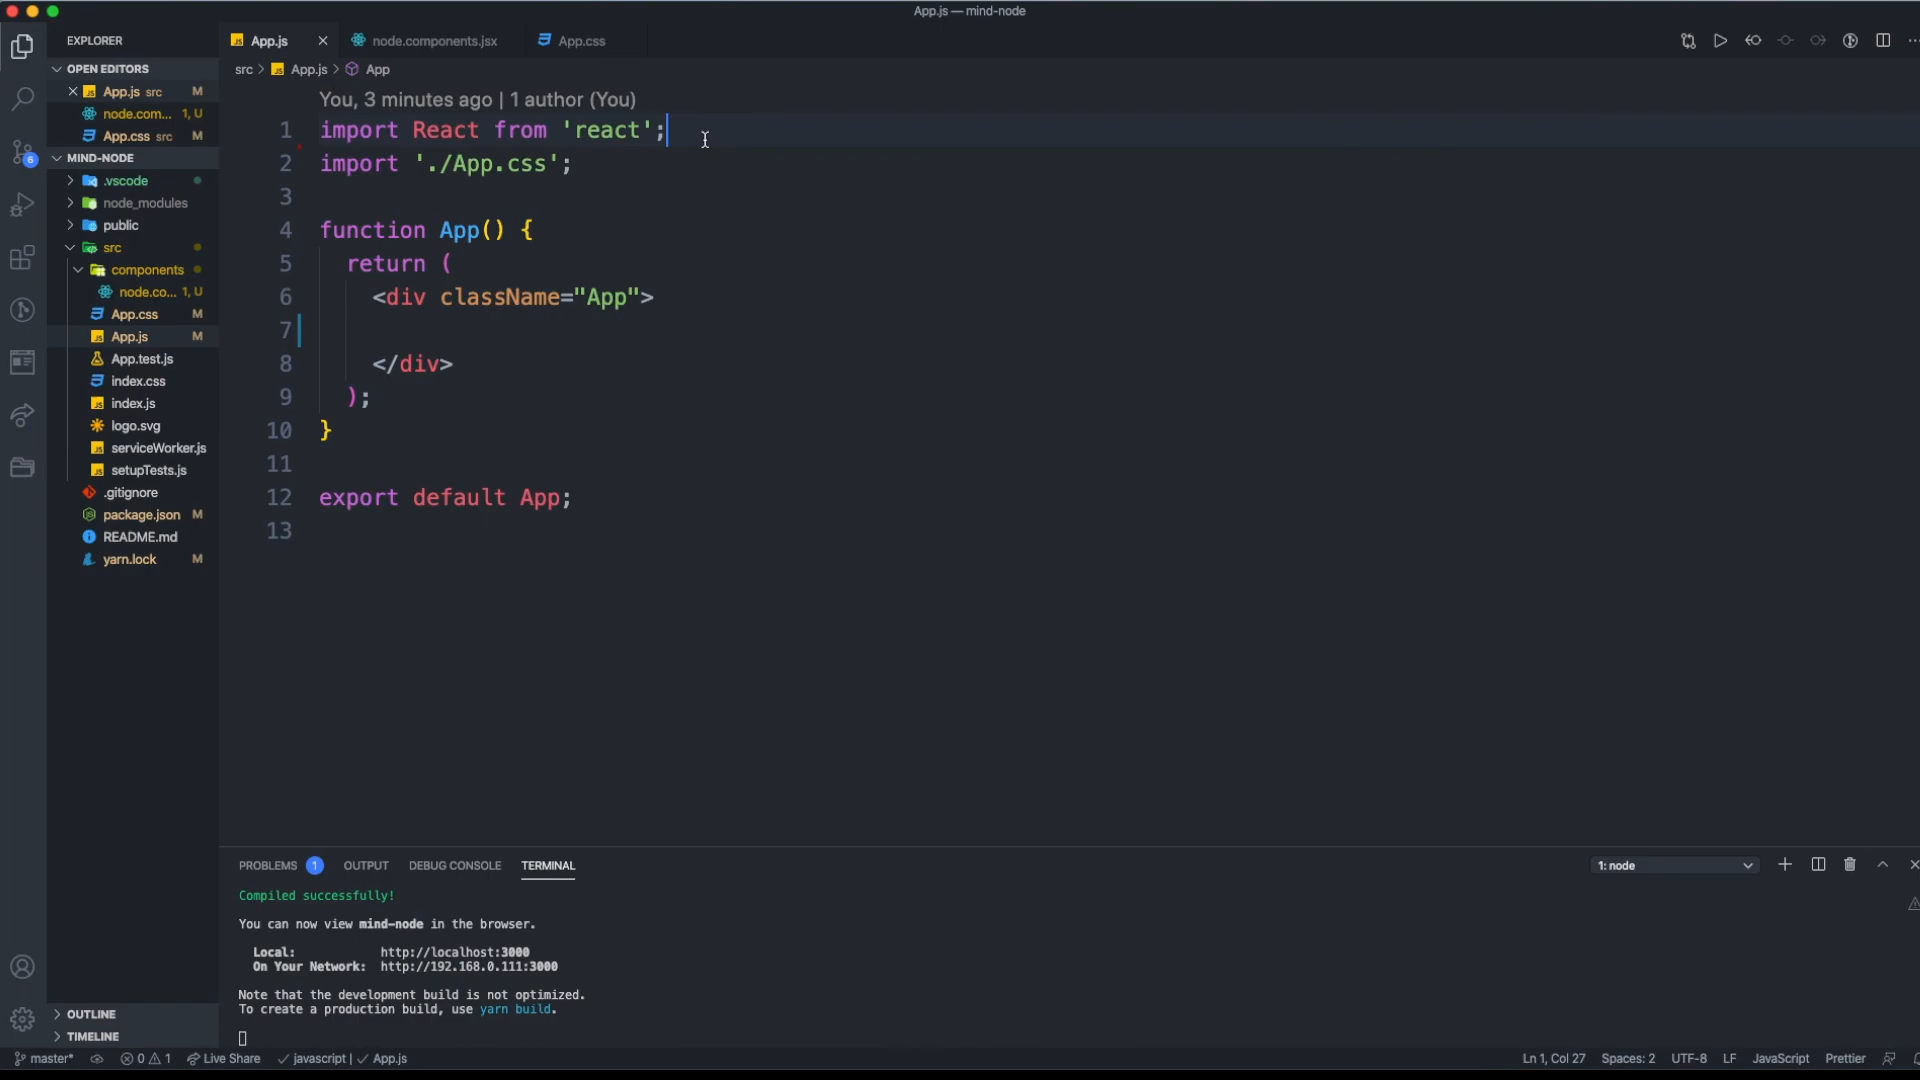 App.js — mind-node
EXPLORER
App.js
node.components.jsx
App.css
OPEN EDITORS
src > App.js > App
App.js src M
node.com... 1, U
App.css src M
MIND-NODE
.vscode
node_modules
public
src
components
node.co... 1, U
App.css M
App.js M
App.test.js
index.css
index.js
logo.svg
serviceWorker.js
setupTests.js
.gitignore
package.json M
README.md
yarn.lock M
OUTLINE
TIMELINE
6
You, 3 minutes ago | 1 author (You)
1 import React from 'react';
2 import './App.css';
3
4 function App() {
5 return (
6 <div className="App">
7
8 </div>
9 );
10 }
11
12 export default App;
13
PROBLEMS 1 OUTPUT DEBUG CONSOLE TERMINAL 1: node
Compiled successfully!
You can now view mind-node in the browser.
Local: http://localhost:3000
On Your Network: http://192.168.0.111:3000
Note that the development build is not optimized.
To create a production build, use yarn build.
master* 0 1 Live Share javascript | App.js Ln 1, Col 27 Spaces: 2 UTF-8 LF JavaScript Prettier